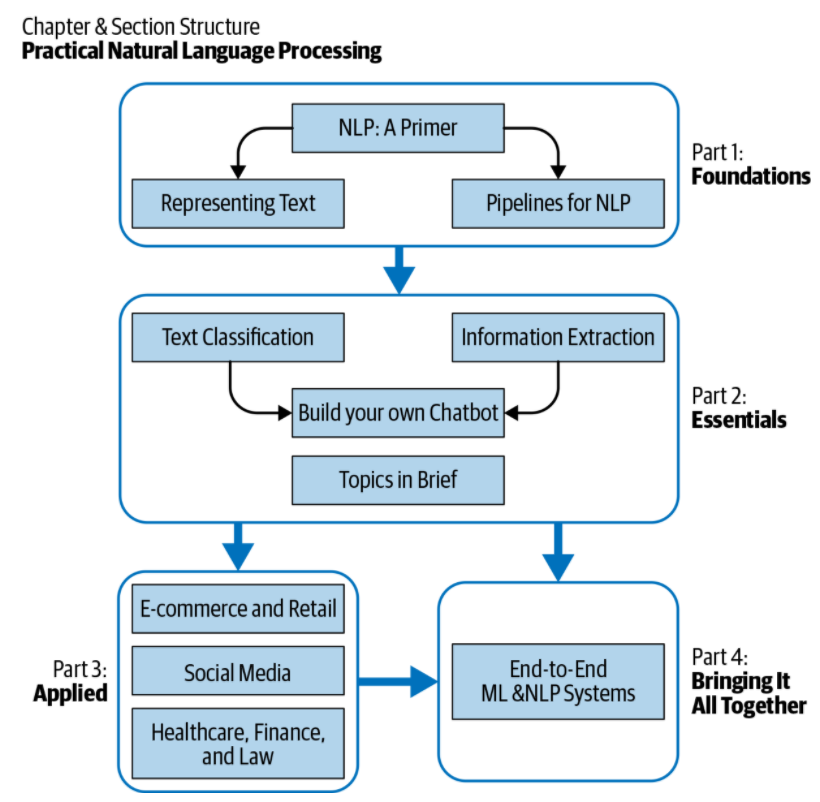 Chapter & Section Structure
Practical Natural Language Processing
NLP: A Primer
Representing Text
Pipelines for NLP
Part 1:
Foundations
Text Classification
Information Extraction
Build your own Chatbot
Topics in Brief
Part 2:
Essentials
Part 3:
Applied
E-commerce and Retail
Social Media
Healthcare, Finance,
and Law
End-to-End
ML &NLP Systems
Part 4:
Bringing It
All Together